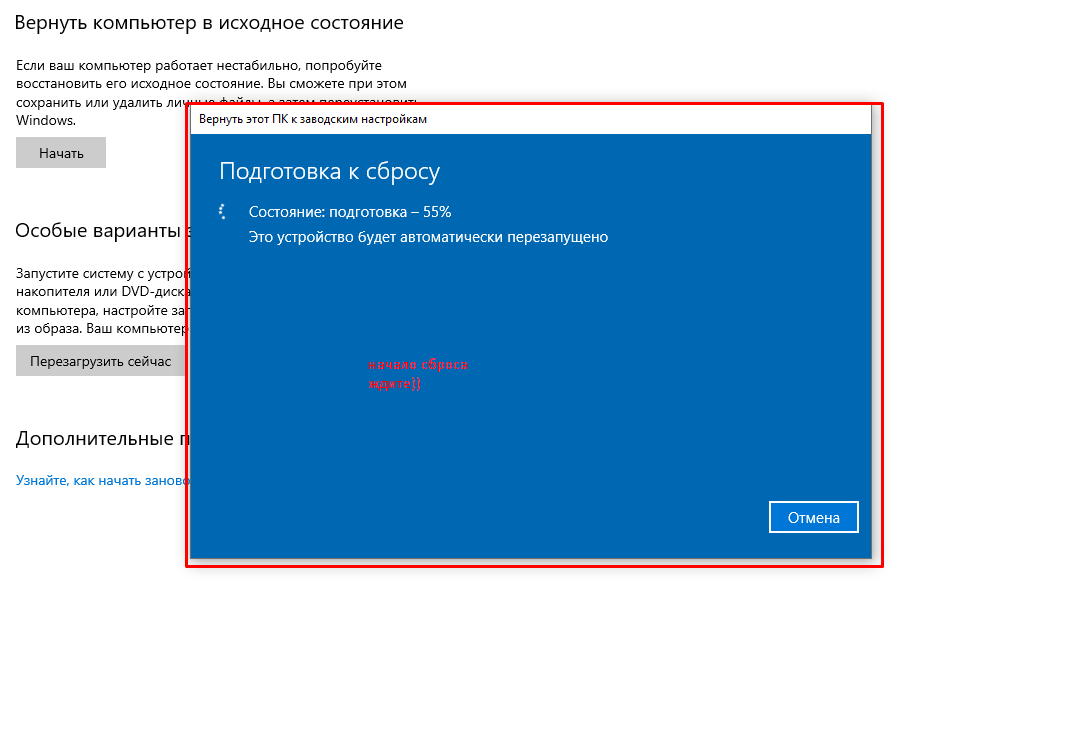 Вернуть компьютер в исходное состояние
Если ваш компьютер работает нестабильно, попробуйте
восстановить его исходное состояние. Вы сможете при этом
сохранить или удалить личные файлы, а затем переустановить
Windows.
Начать
Особые варианты з
Запустите систему с устрой
накопителя или DVD-диска
компьютера, настройте заг
из образа. Ваш компьютер
Перезагрузить сейчас
Дополнительные п
Узнайте, как начать заново
Вернуть этот ПК к заводским настройкам
Подготовка к сбросу
Состояние: подготовка – 55%
Это устройство будет автоматически перезапущено
начало сброса
Отмена